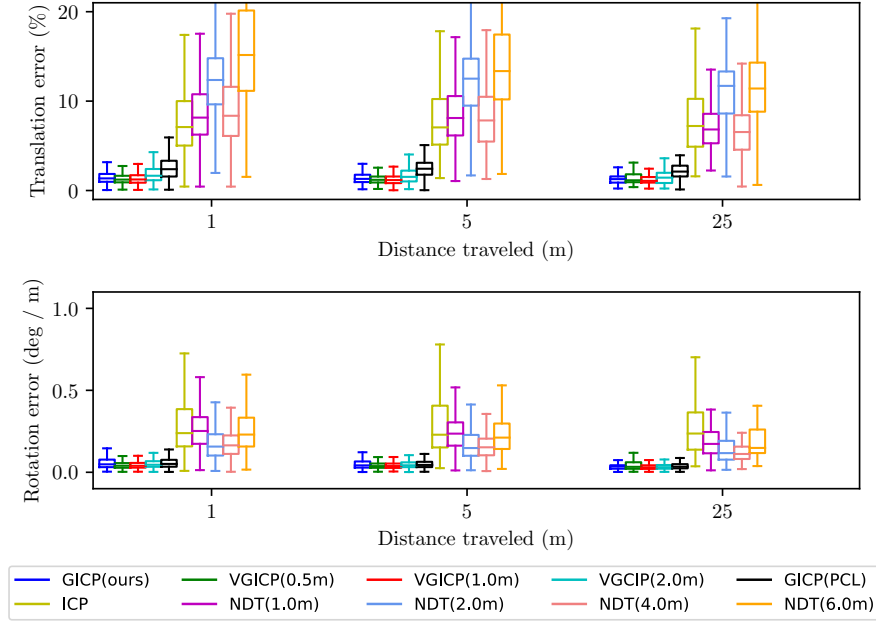 Translation error (%)
20
10
0
1 5 25
Distance traveled (m)
Rotation error (deg / m)
1.0
0.5
0.0
1 5 25
Distance traveled (m)
GICP(ours) VGICP(0.5m) VGICP(1.0m) VGCIP(2.0m) GICP(PCL)
ICP NDT(1.0m) NDT(2.0m) NDT(4.0m) NDT(6.0m)